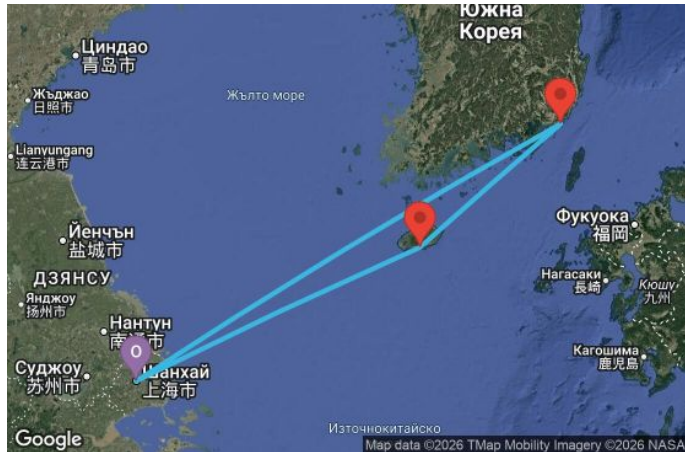 Южна
Корея
Циндао
青岛市
Жълто море
Жъджао
日照市
Lianyungang
连云港市
Йенчън
盐城市
ДЗЯНСУ
Янджоу
扬州市
Нантун
南通市
Суджоу
苏州市
O
Шанхай
上海市
Фукуока
福岡
Нагасаки
長崎
Кюшу
九州
Кагошима
鹿児島
Източнокитайско
Google
Map data ©2026 TMap Mobility Imagery ©2026 NASA